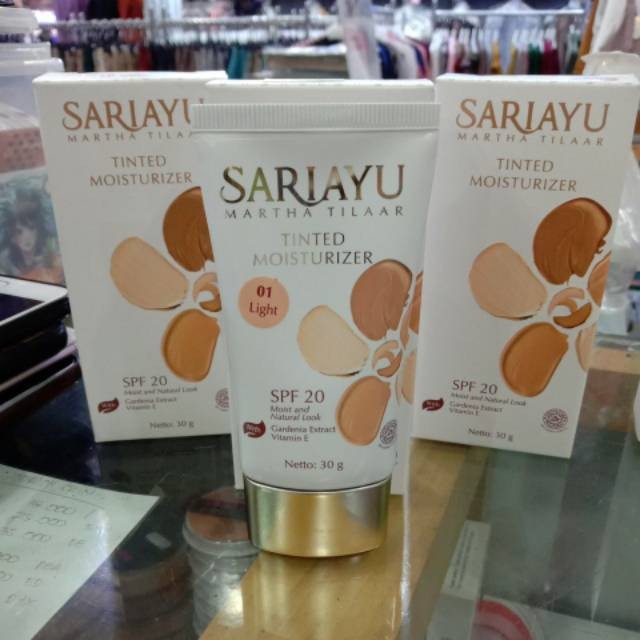 SARIAYU
MARTHA TILAAR
TINTED
MOISTURIZER
SPF 20
Moist and Natural Look
Gardenia Extract
Vitamin E
Netto: 30 g
SARIAYU
MARTHA TILAAR
TINTED
MOISTURIZER
01
Light
SPF 20
Moist and
Natural Look
Gardenia Extract
Vitamin E
Netto: 30 g
SARIAYU
MARTHA TILAAR
TINTED
MOISTURIZER
SPF 20
Moist and Natural Look
Gardenia Extract
Vitamin E
Netto: 30 g